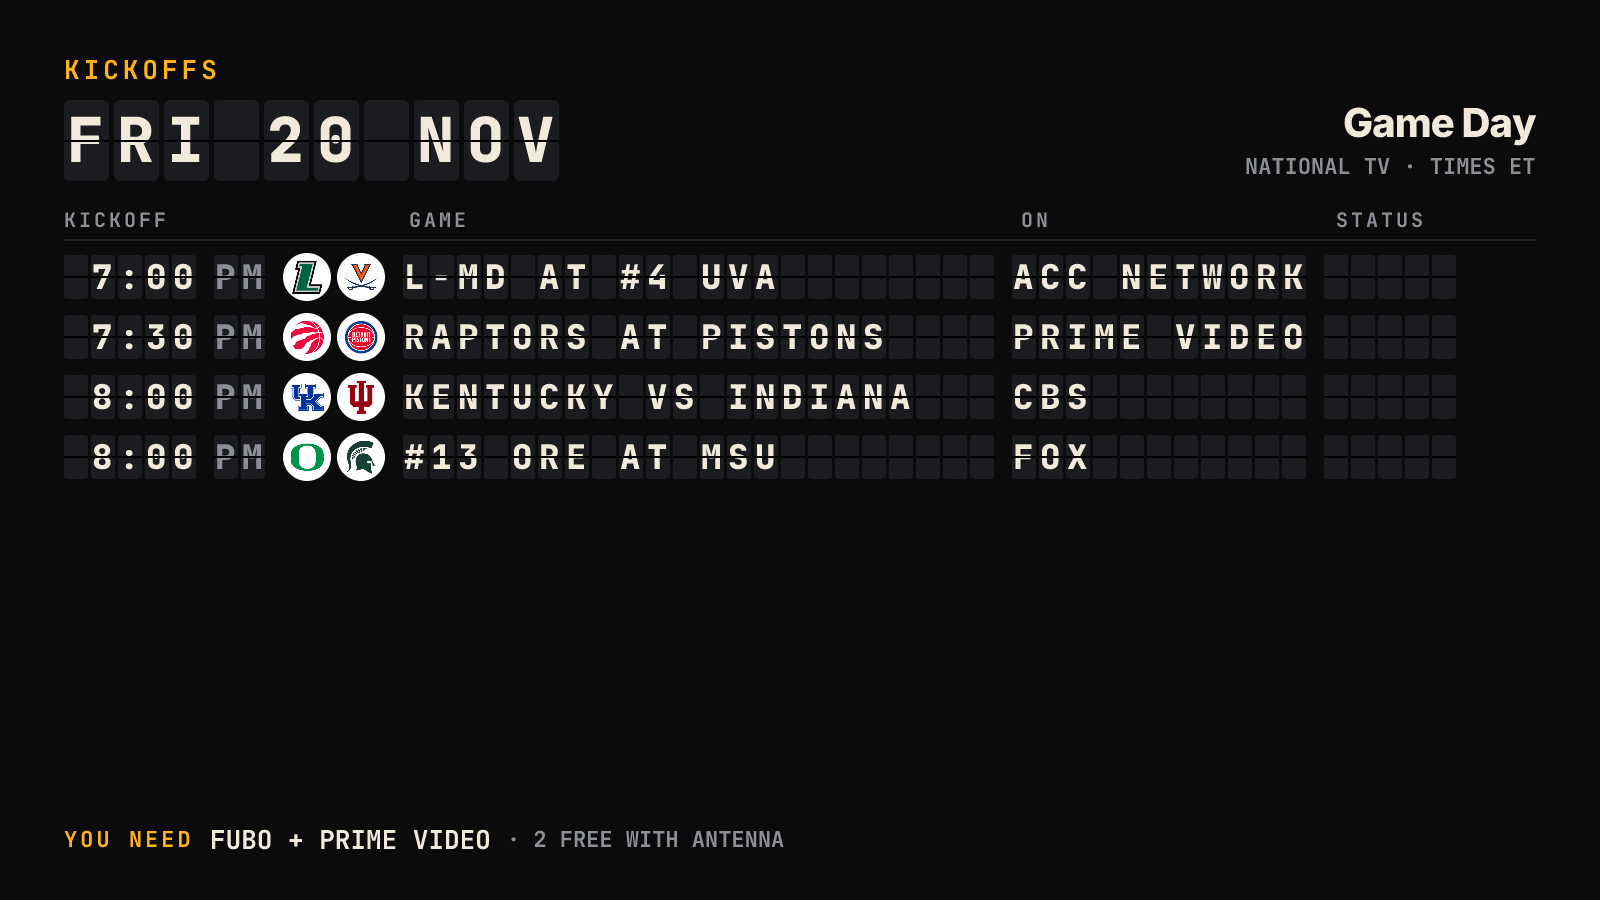 KICKOFFS
FRI 20 NOV
Game Day
NATIONAL TV · TIMES ET
KICKOFF GAME ON STATUS
7:00 PM L-MD AT #4 UVA ACC NETWORK
7:30 PM RAPTORS AT PISTONS PRIME VIDEO
8:00 PM KENTUCKY VS INDIANA CBS
8:00 PM #13 ORE AT MSU FOX
YOU NEED FUBO + PRIME VIDEO · 2 FREE WITH ANTENNA